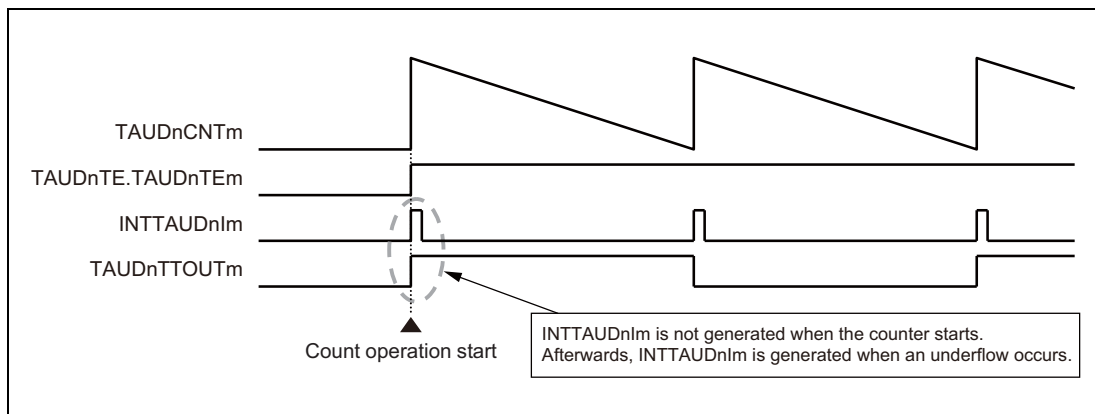 TAUDnCNTm
TAUDnTE.TAUDnTEm
INTTAUDnIm
TAUDnTTOUTm
Count operation start
INTTAUDnIm is not generated when the counter starts.
Afterwards, INTTAUDnIm is generated when an underflow occurs.